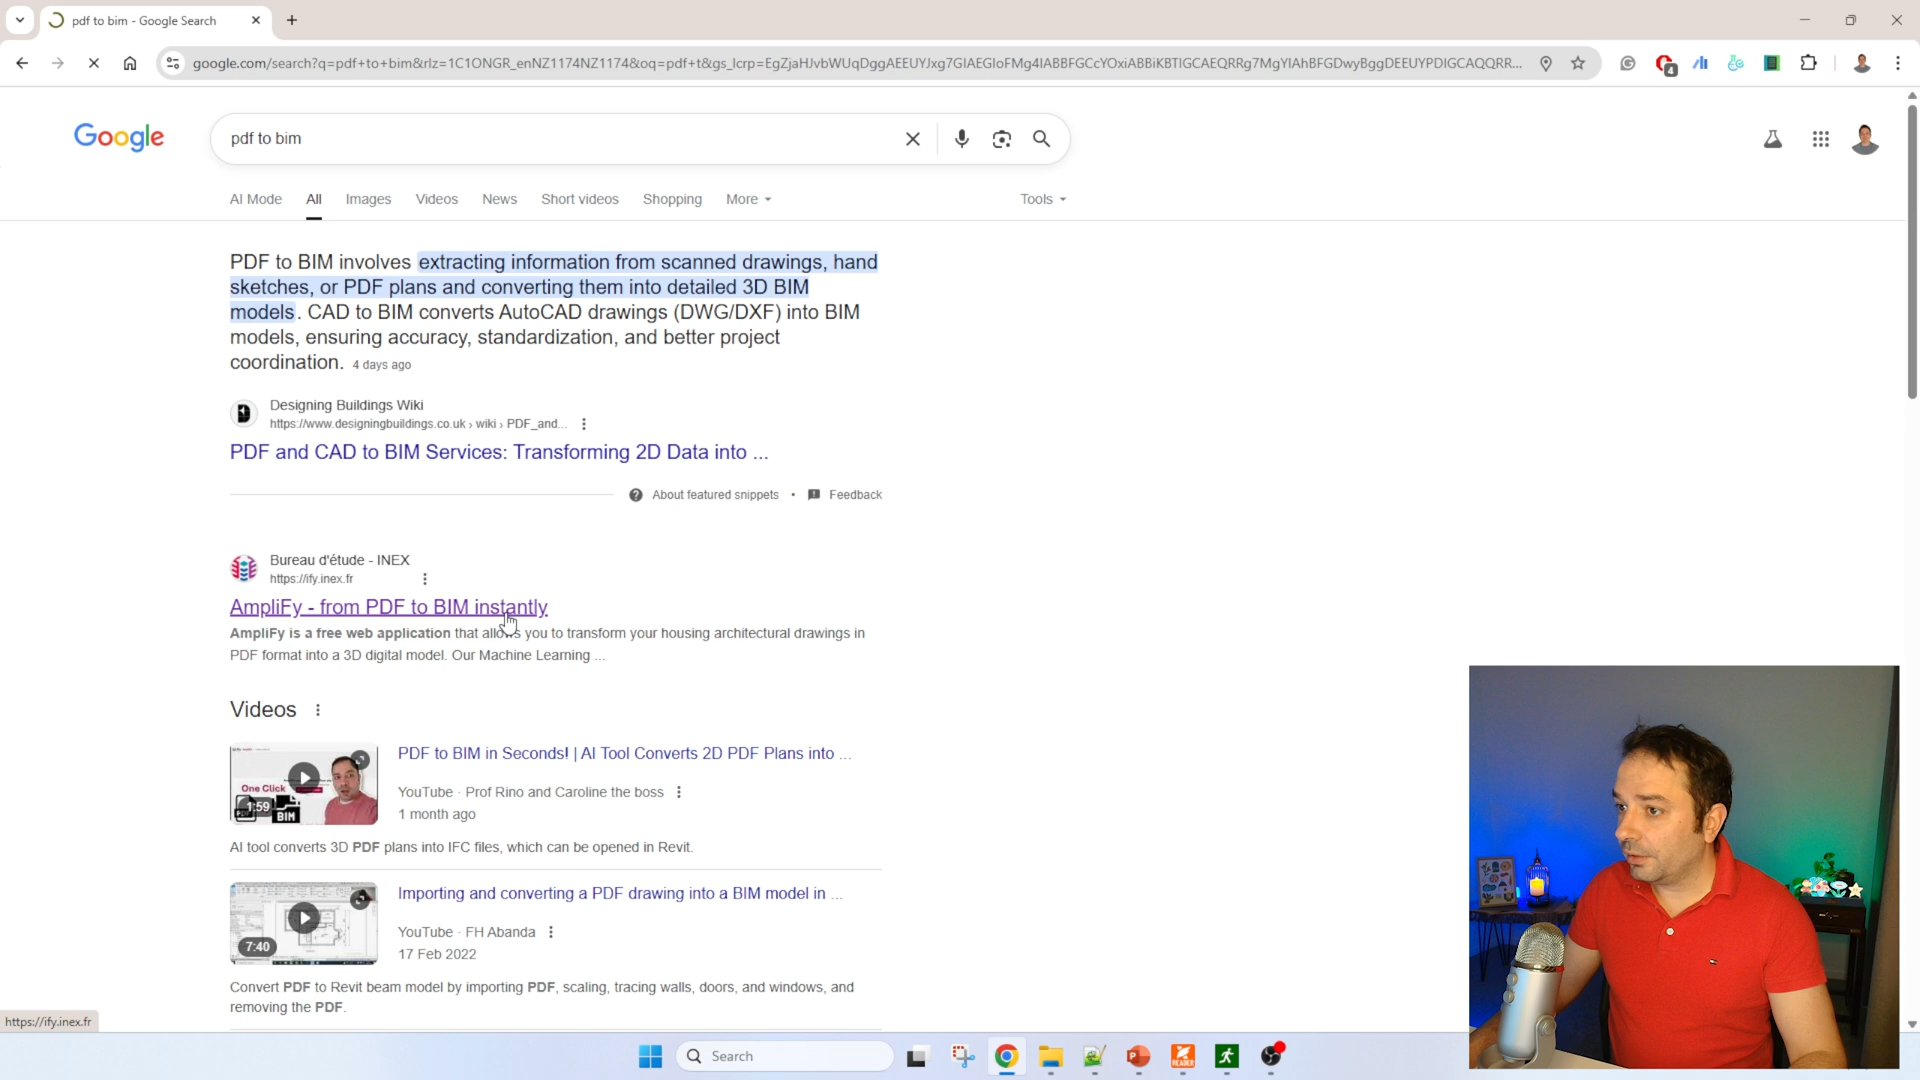 pdf to bim - Google Search
google.com/search?q=pdf+to+bim&rlz=1C1ONGR_enNZ1174NZ1174&oq=pdf+t&gs_lcrp=
4
Google
pdf to bim
AI Mode All Images Videos News Short videos Shopping More Tools
PDF to BIM involves extracting information from scanned drawings, hand
sketches, or PDF plans and converting them into detailed 3D BIM
models. CAD to BIM converts AutoCAD drawings (DWG/DXF) into BIM
models, ensuring accuracy, standardization, and better project
coordination. 4 days ago
Designing Buildings Wiki
https://www.designingbuildings.co.uk › wiki › PDF_and...
PDF and CAD to BIM Services: Transforming 2D Data into ...
About featured snippets • Feedback
Bureau d'étude - INEX
https://ify.inex.fr
AmpliFy - from PDF to BIM instantly
AmpliFy is a free web application that allows you to transform your housing architectural drawings in
PDF format into a 3D digital model. Our Machine Learning ...
Videos
One Click
1:59
BIM
PDF to BIM in Seconds! | AI Tool Converts 2D PDF Plans into ...
YouTube · Prof Rino and Caroline the boss
1 month ago
AI tool converts 3D PDF plans into IFC files, which can be opened in Revit.
7:40
Importing and converting a PDF drawing into a BIM model in ...
YouTube · FH Abanda
17 Feb 2022
Convert PDF to Revit beam model by importing PDF, scaling, tracing walls, doors, and windows, and
removing the PDF.
https://ify.inex.fr
Search
READER